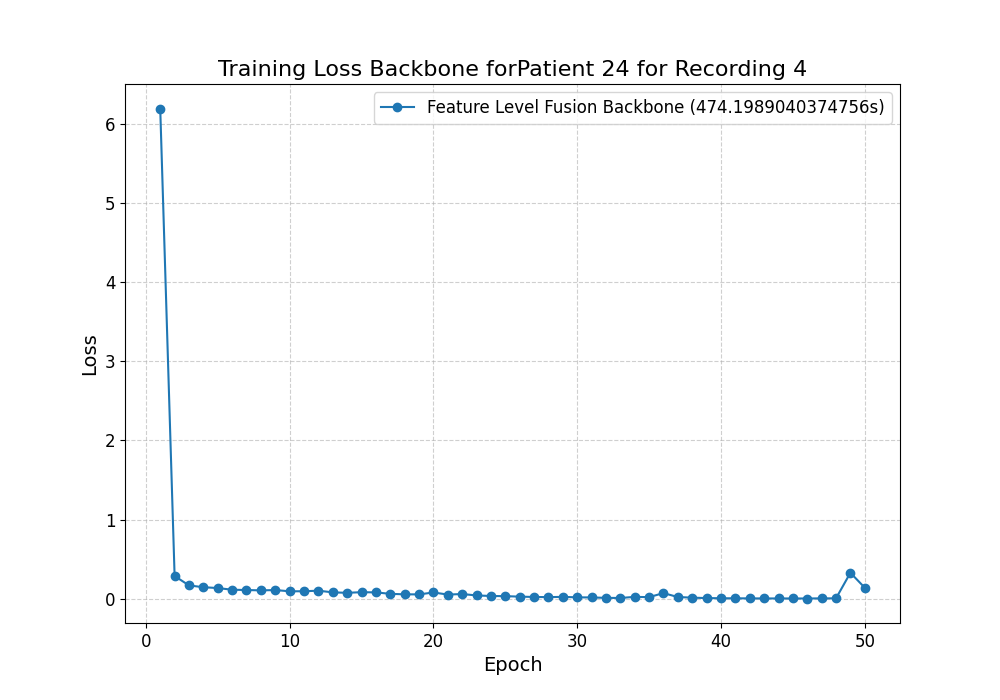 Training Loss Backbone forPatient 24 for Recording 4
Feature Level Fusion Backbone (474.1989040374756s)
6
5
4
3
2
1
0
Loss
0 10 20 30 40 50
Epoch